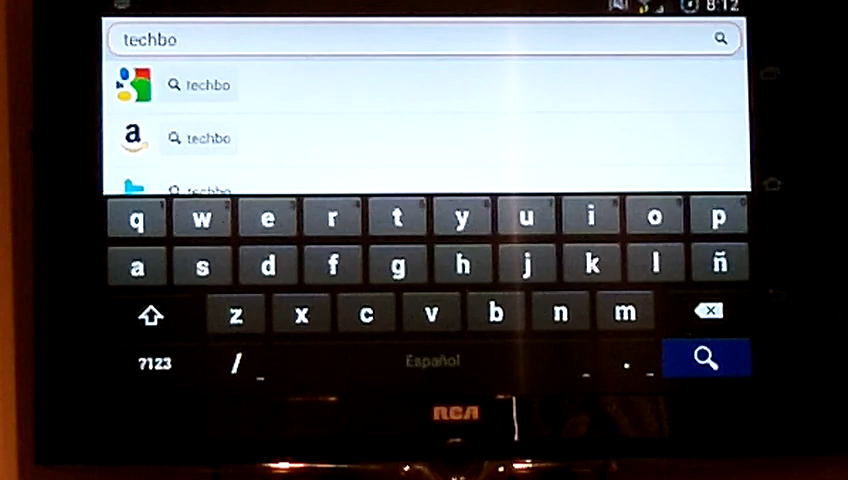 8:12
techbo
techbo
a techbo
techbo
q w e r t y u i o p
a s d f g h j k l ñ
z x c v b n m
?123 / Español .
RCA